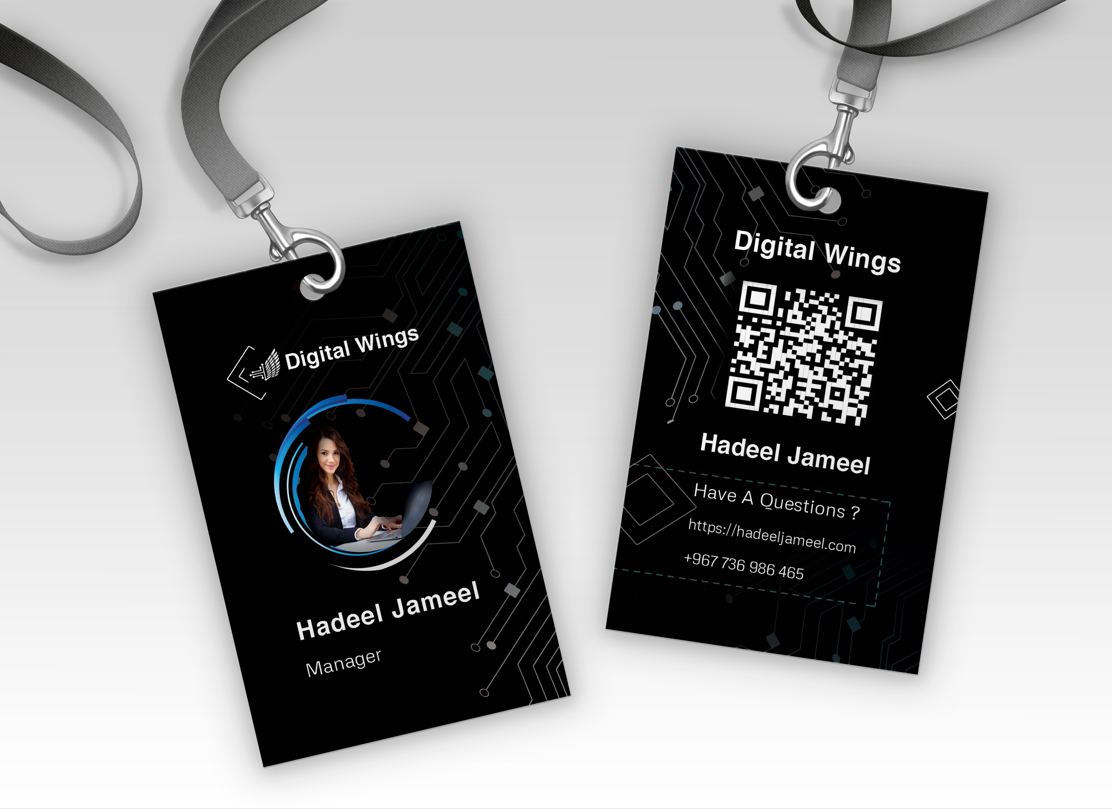 Digital Wings
Hadeel Jameel
Manager
Digital Wings
Hadeel Jameel
Have A Questions ?
https://hadeeljameel.com
+967 736 986 465